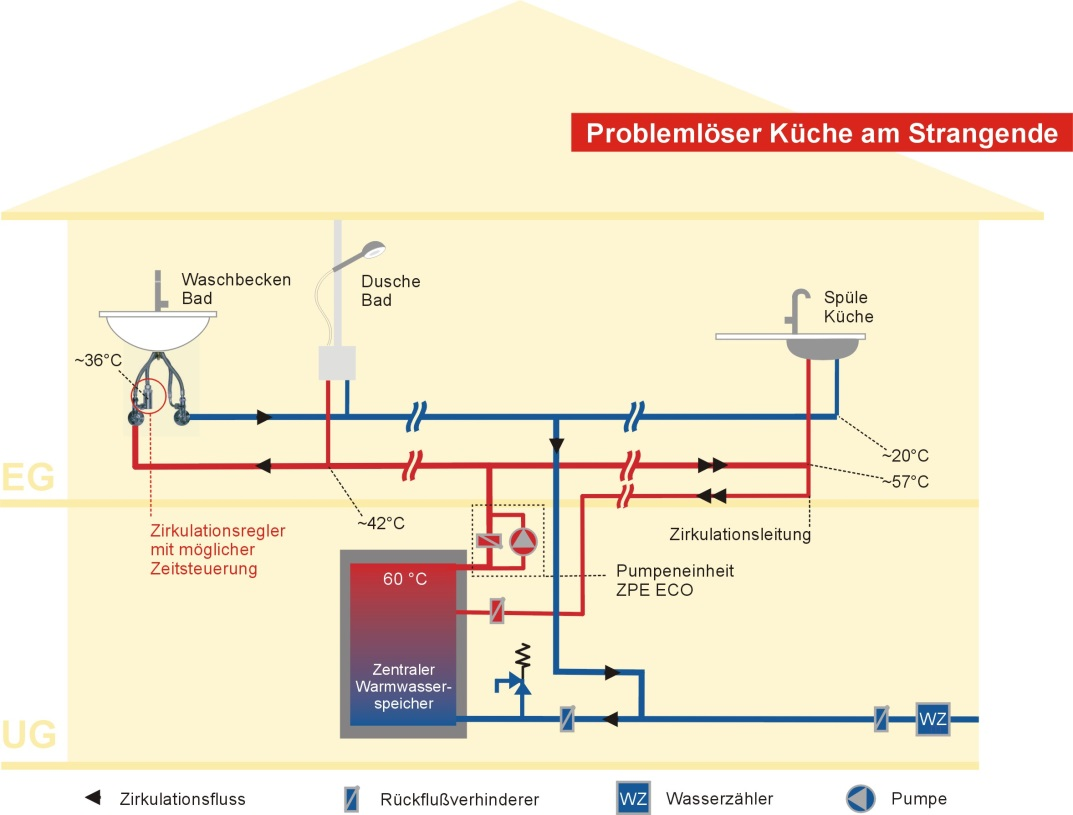 Problemlöser Küche am Strangende
Waschbecken
Bad
Dusche
Bad
Spüle
Küche
~36°C
~20°C
~57°C
EG
~42°C
Zirkulationsregler
mit möglicher
Zeitsteuerung
Zirkulationsleitung
60 °C
Pumpeneinheit
ZPE ECO
Zentraler
Warmwasser-
speicher
UG
WZ
Zirkulationsfluss
Rückflußverhinderer
WZ
Wasserzähler
Pumpe